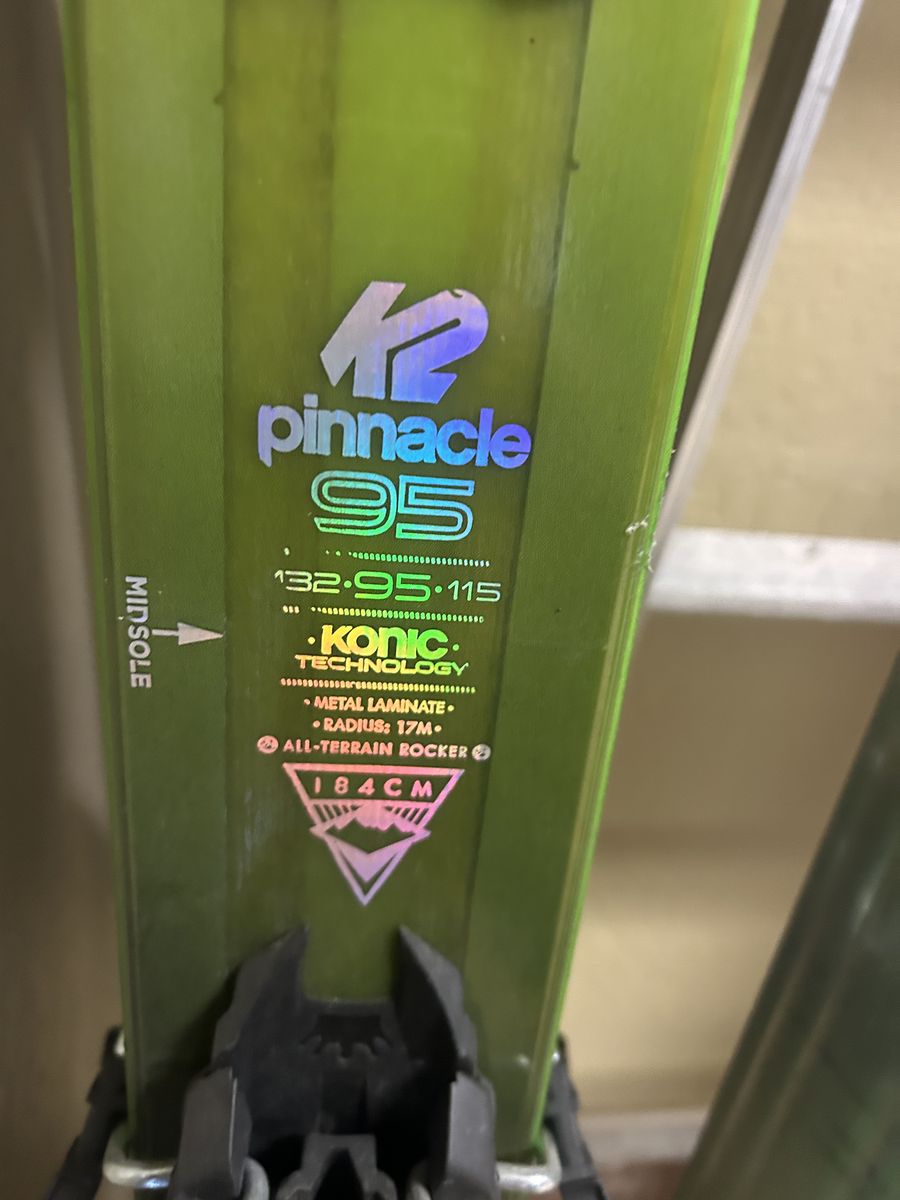 K2
pinnacle
95
132•95•115
MIDSOLE
•KONIC•
TECHNOLOGY
•METAL LAMINATE•
•RADIUS: 17M•
ALL-TERRAIN ROCKER
184CM